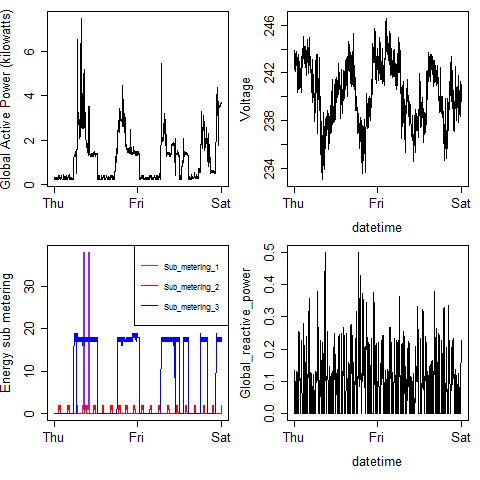 Global Active Power (kilowatts)
0 2 4 6
Thu Fri Sat
Voltage
234 238 242 246
Thu Fri Sat
datetime
Energy sub metering
0 10 20 30
Sub_metering_1
Sub_metering_2
Sub_metering_3
Thu Fri Sat
Global_reactive_power
0.0 0.1 0.2 0.3 0.4 0.5
Thu Fri Sat
datetime